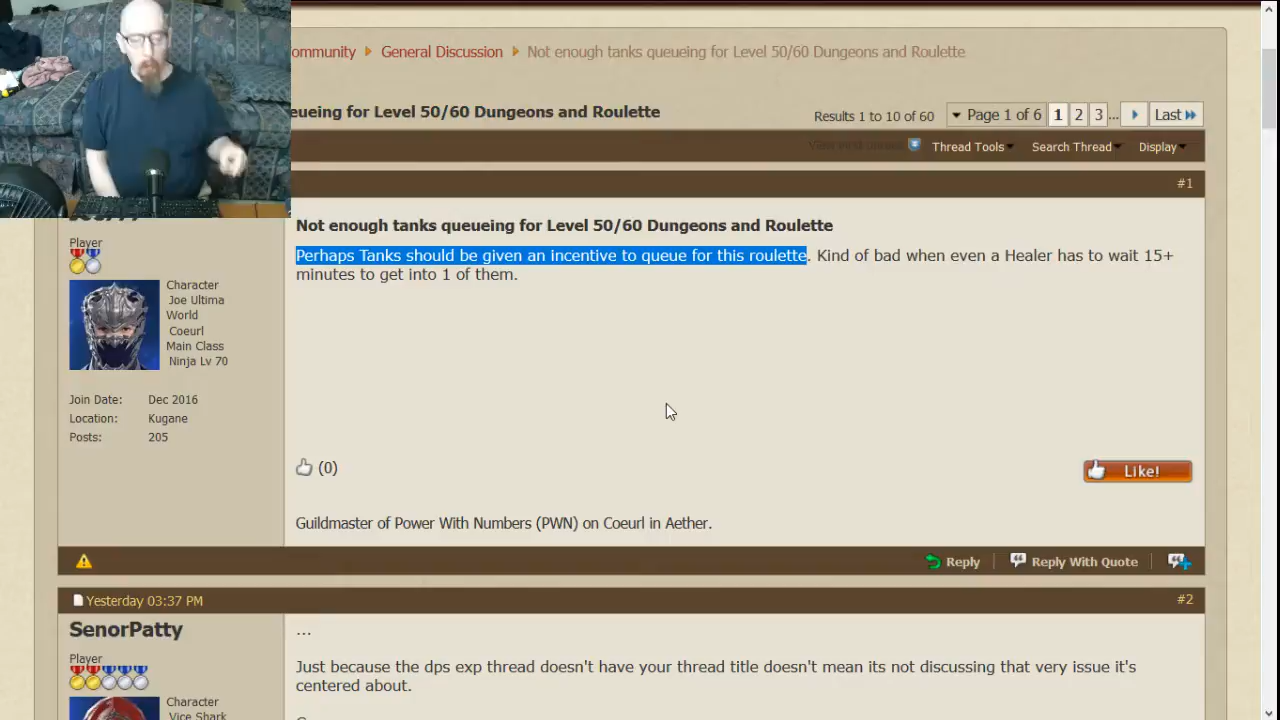 ommunity General Discussion Not enough tanks queueing for Level 50/60 Dungeons and Roulette
ueing for Level 50/60 Dungeons and Roulette
Results 1 to 10 of 60 Page 1 of 6 1 2 3 ... Last
Thread Tools Search Thread Display
#1
Player
Character
Joe Ultima
World
Coeurl
Main Class
Ninja Lv 70
Join Date: Dec 2016
Location: Kugane
Posts: 205
Not enough tanks queueing for Level 50/60 Dungeons and Roulette
Perhaps Tanks should be given an incentive to queue for this roulette. Kind of bad when even a Healer has to wait 15+
minutes to get into 1 of them.
(0)
Like!
Guildmaster of Power With Numbers (PWN) on Coeurl in Aether.
Reply Reply With Quote
Yesterday 03:37 PM #2
SenorPatty
Player
Character
Vice Shark
...
Just because the dps exp thread doesn't have your thread title doesn't mean its not discussing that very issue it's
centered about.